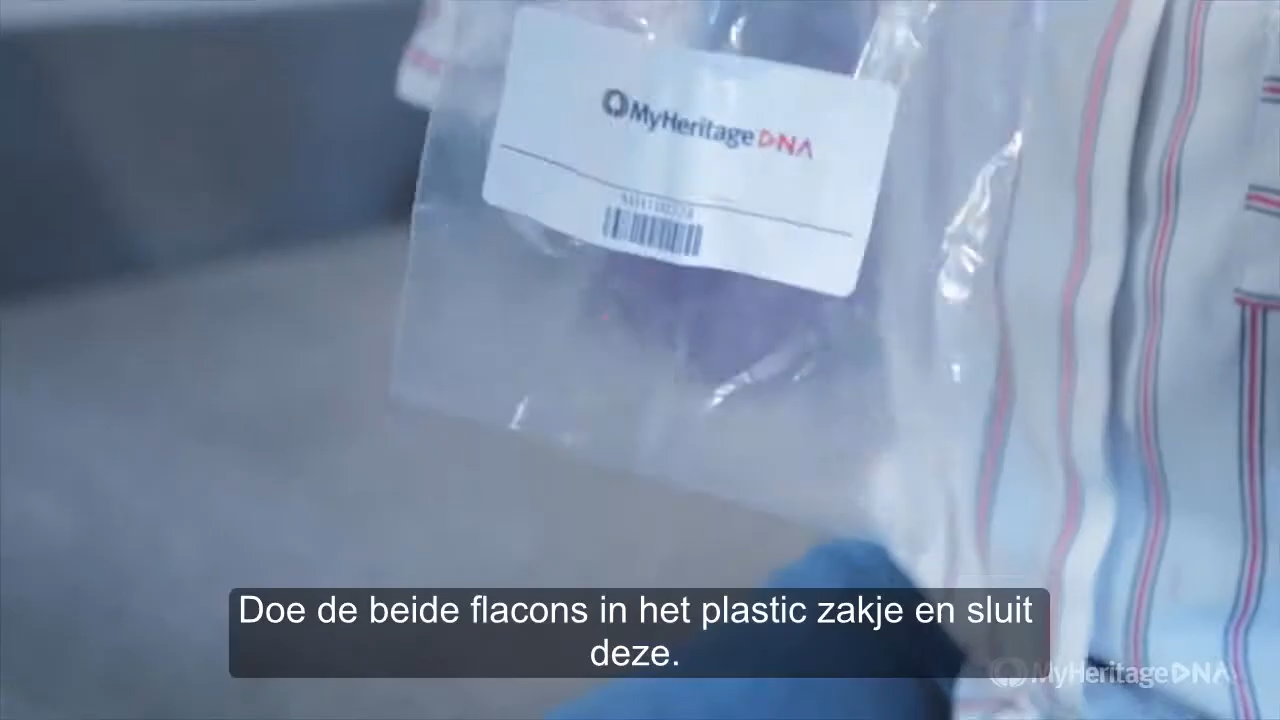 MyHeritage DNA
Doe de beide flacons in het plastic zakje en sluit
deze.
MyHeritage DNA